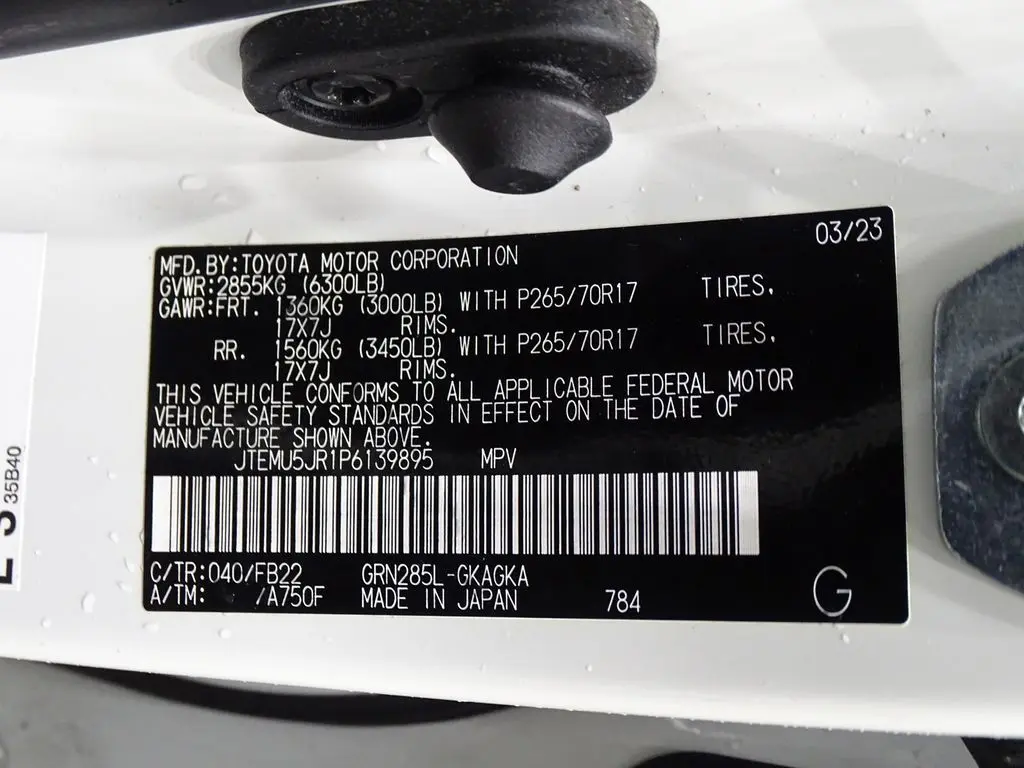 03/23
MFD. BY:TOYOTA MOTOR CORPORATION
GVWR:2855KG (6300LB)
GAWR:FRT. 1360KG (3000LB) WITH P265/70R17 TIRES,
17X7J RIMS.
RR. 1560KG (3450LB) WITH P265/70R17 TIRES,
17X7J RIMS.
THIS VEHICLE CONFORMS TO ALL APPLICABLE FEDERAL MOTOR
VEHICLE SAFETY STANDARDS IN EFFECT ON THE DATE OF
MANUFACTURE SHOWN ABOVE.
JTEMU5JR1P6139895 MPV
C/TR:040/FB22 GRN285L-GKAGKA
A/TM: /A750F MADE IN JAPAN 784
G
35B40